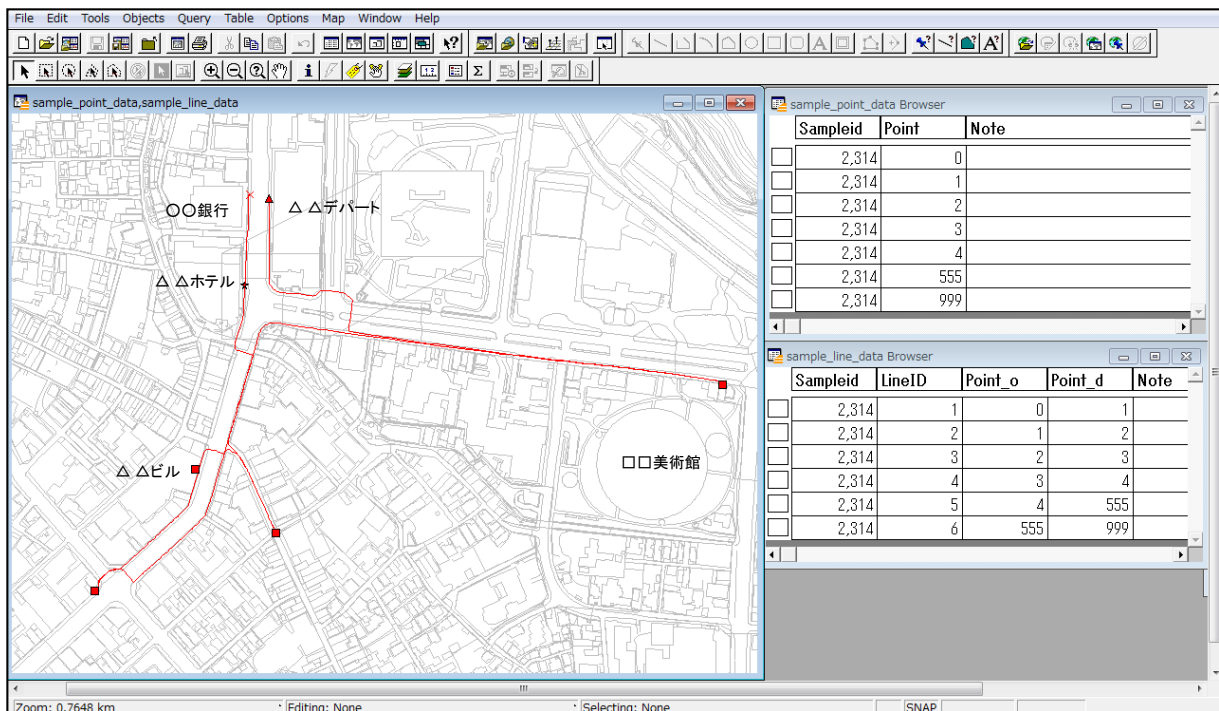 File Edit Tools Objects Query Table Options Map Window Help
sample_point_data,sample_line_data
〇〇銀行
△ △デパート
△ △ホテル
△ △ビル
□□美術館
sample_point_data Browser
Sampleid Point Note
2,314 0
2,314 1
2,314 2
2,314 3
2,314 4
2,314 555
2,314 999
sample_line_data Browser
Sampleid LineID Point_o Point_d Note
2,314 1 0 1
2,314 2 1 2
2,314 3 2 3
2,314 4 3 4
2,314 5 4 555
2,314 6 555 999
Zoom: 0.7648 km Editing: None Selecting: None SNAP